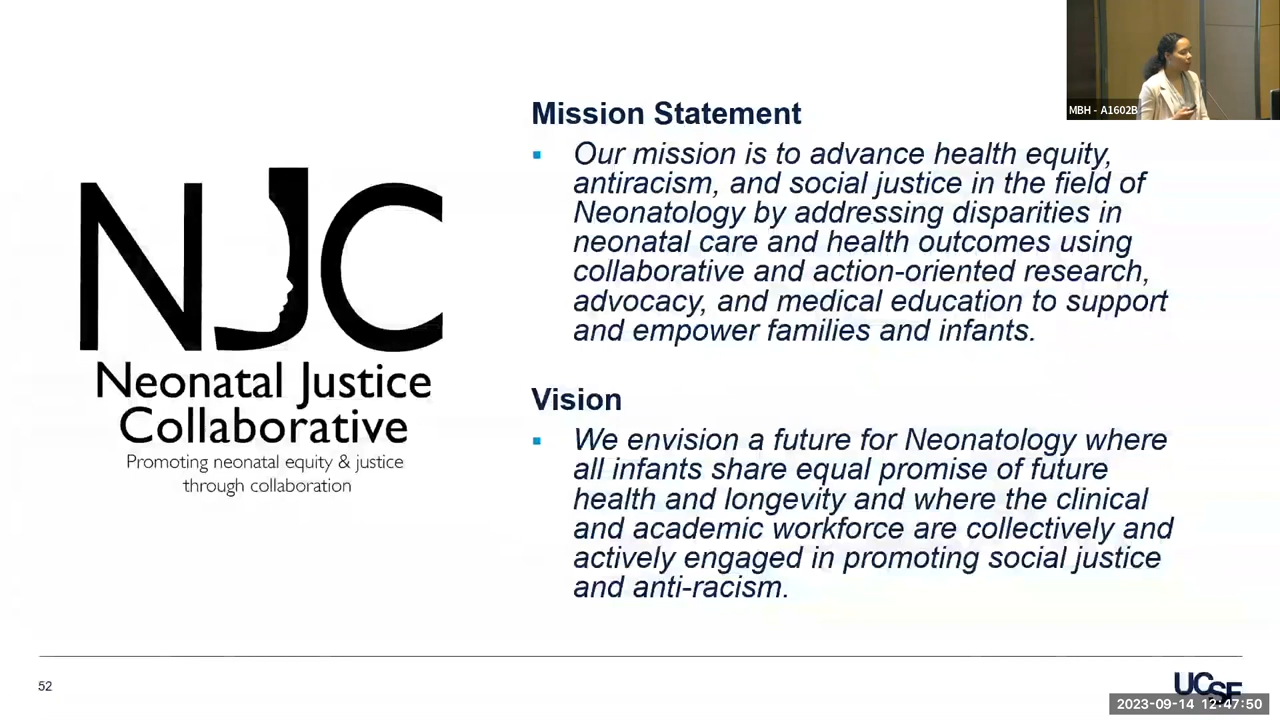 MBH - A1602B
Mission Statement
▪ Our mission is to advance health equity,
antiracism, and social justice in the field of
Neonatology by addressing disparities in
neonatal care and health outcomes using
collaborative and action-oriented research,
advocacy, and medical education to support
and empower families and infants.
NJC
Neonatal Justice
Collaborative
Promoting neonatal equity & justice
through collaboration
Vision
▪ We envision a future for Neonatology where
all infants share equal promise of future
health and longevity and where the clinical
and academic workforce are collectively and
actively engaged in promoting social justice
and anti-racism.
52
UCSF
2023-09-14 12:47:50